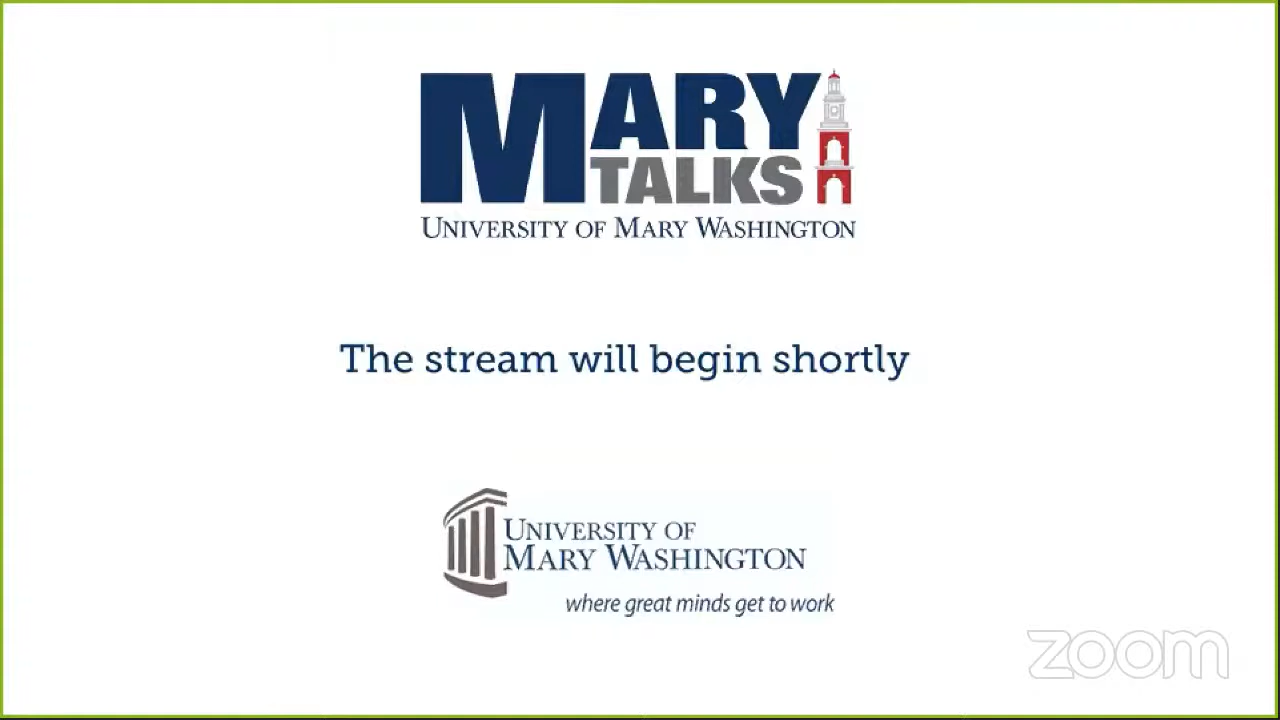 MARY
TALKS
UNIVERSITY OF MARY WASHINGTON
The stream will begin shortly
UNIVERSITY OF
MARY WASHINGTON
where great minds get to work
zoom